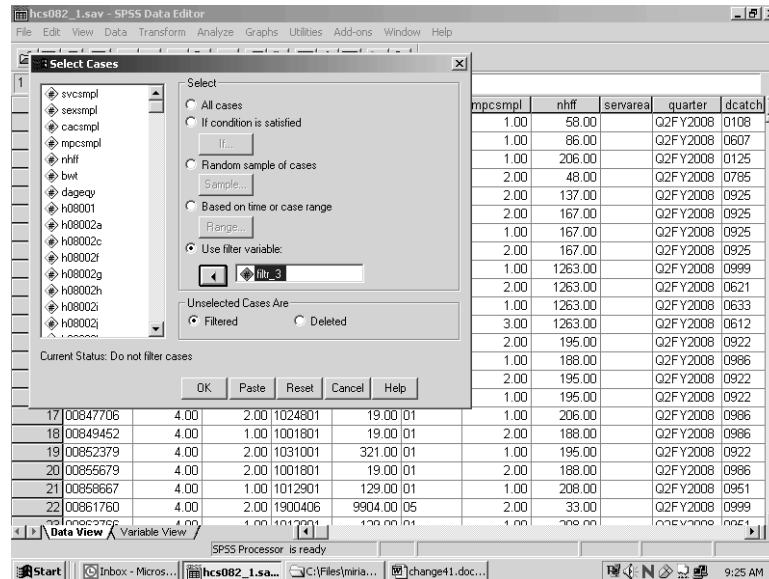 hcs082_1.sav - SPSS Data Editor
File Edit View Data Transform Analyze Graphs Utilities Add-ons Window Help
1
Select Cases
svcsmpl
sexsmpl
cacsmpl
mpcsmpl
nhff
bwt
dageqy
h08001
h08002a
h08002c
h08002f
h08002g
h08002h
h08002i
h08002j
Current Status: Do not filter cases
Select
All cases
If condition is satisfied
If...
Random sample of cases
Sample...
Based on time or case range
Range...
Use filter variable:
filtr_3
Unselected Cases Are
Filtered Deleted
OK Paste Reset Cancel Help
mpcsmpl nhff servarea quarter dcatch
1.00 58.00 Q2FY2008 0108
1.00 86.00 Q2FY2008 0607
1.00 206.00 Q2FY2008 0125
2.00 48.00 Q2FY2008 0785
2.00 137.00 Q2FY2008 0925
2.00 167.00 Q2FY2008 0925
1.00 167.00 Q2FY2008 0925
2.00 167.00 Q2FY2008 0925
1.00 1263.00 Q2FY2008 0999
2.00 1263.00 Q2FY2008 0621
1.00 1263.00 Q2FY2008 0633
3.00 1263.00 Q2FY2008 0612
2.00 195.00 Q2FY2008 0922
1.00 188.00 Q2FY2008 0986
2.00 195.00 Q2FY2008 0922
1.00 195.00 Q2FY2008 0922
17 00847706 4.00 2.00 1024801 19.00 01 1.00 206.00 Q2FY2008 0986
18 00849452 4.00 1.00 1001801 19.00 01 2.00 188.00 Q2FY2008 0986
19 00852379 4.00 2.00 1031001 321.00 01 1.00 195.00 Q2FY2008 0922
20 00855679 4.00 2.00 1001801 19.00 01 2.00 188.00 Q2FY2008 0986
21 00858667 4.00 1.00 1012901 129.00 01 1.00 208.00 Q2FY2008 0951
22 00861760 4.00 2.00 1900406 9904.00 05 2.00 33.00 Q2FY2008 0999
Data View Variable View
SPSS Processor is ready
Start Inbox - Micros... hcs082_1.sa... C:\Files\miria... change41.doc... 9:25 AM